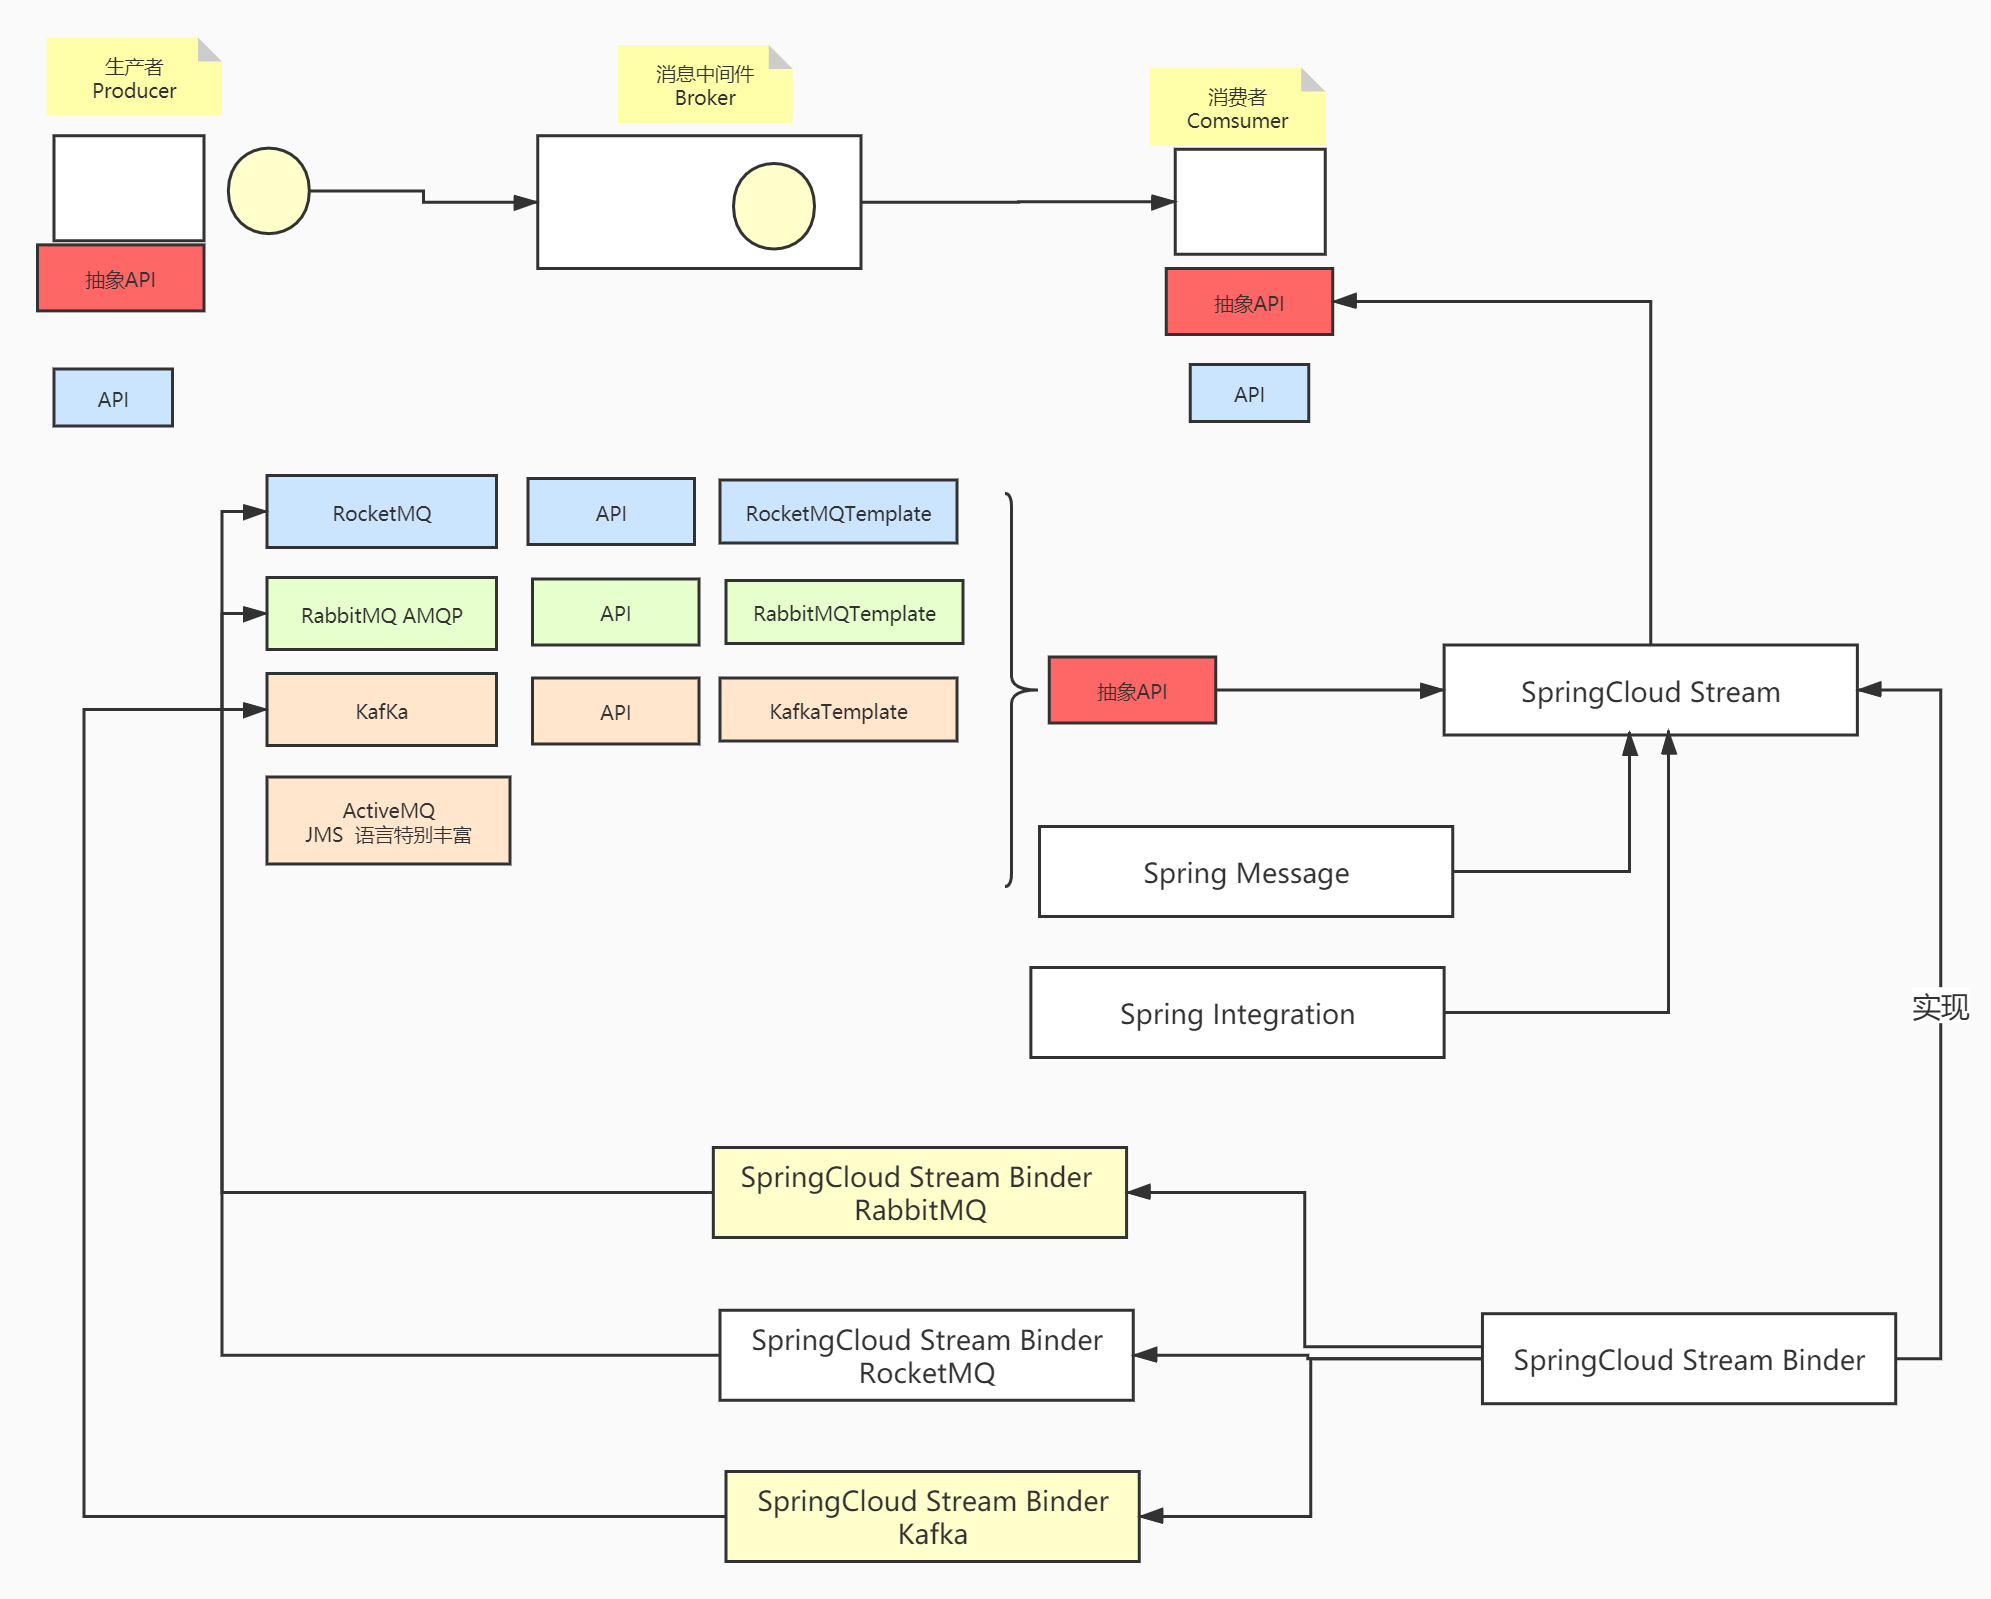 生产者
Producer
消息中间件
Broker
消费者
Comsumer
抽象API
抽象API
API
API
RocketMQ
API
RocketMQTemplate
RabbitMQ AMQP
API
RabbitMQTemplate
KafKa
API
KafkaTemplate
抽象API
SpringCloud Stream
ActiveMQ
JMS 语言特别丰富
Spring Message
Spring Integration
实现
SpringCloud Stream Binder
RabbitMQ
SpringCloud Stream Binder
RocketMQ
SpringCloud Stream Binder
SpringCloud Stream Binder
Kafka